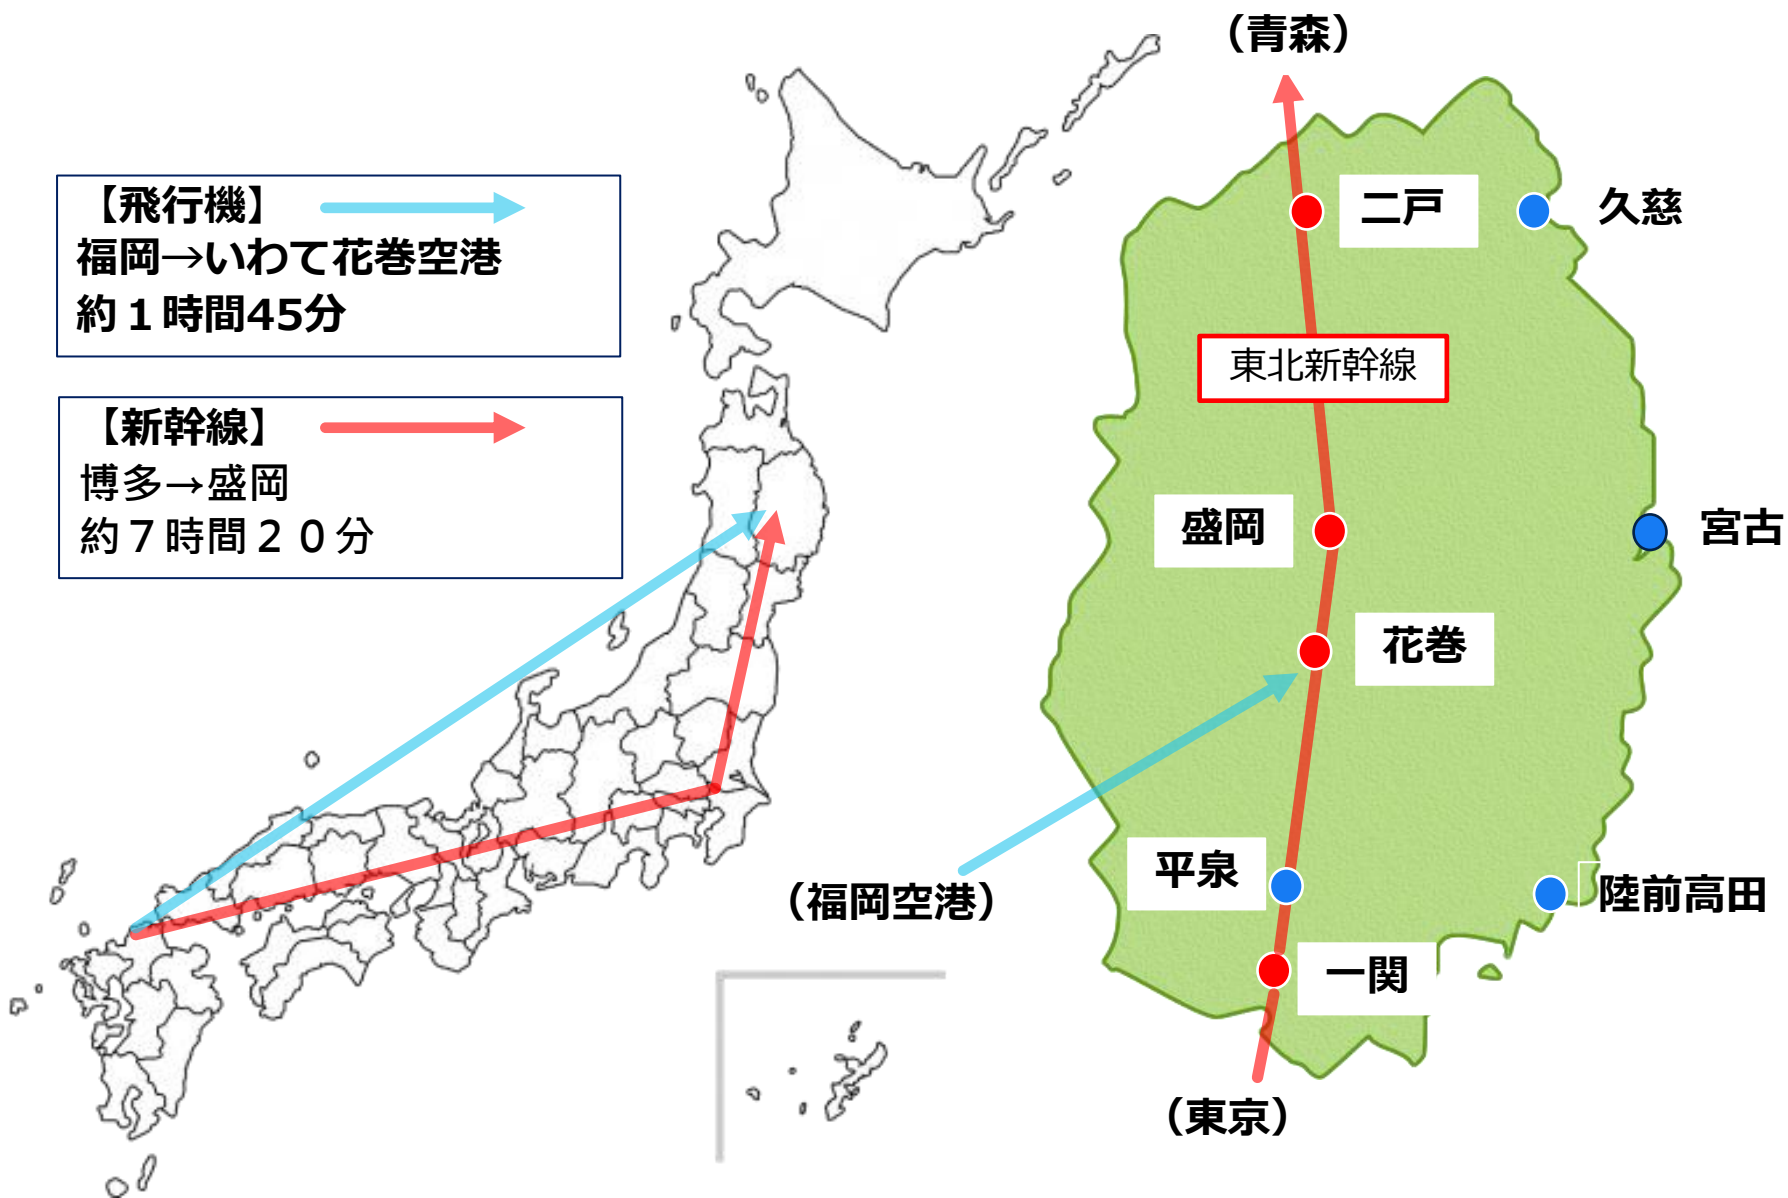 【飛行機】
福岡→いわて花巻空港
約１時間45分
【新幹線】
博多→盛岡
約７時間２０分
（青森）
二戸
久慈
東北新幹線
盛岡
宮古
花巻
平泉
（福岡空港）
陸前高田
一関
（東京）